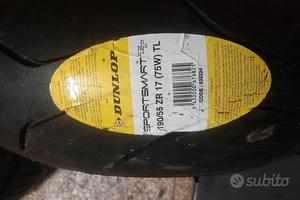 DUNLOP
SPORTSMART TT
190/55 ZR 17 (75W) TL
subito